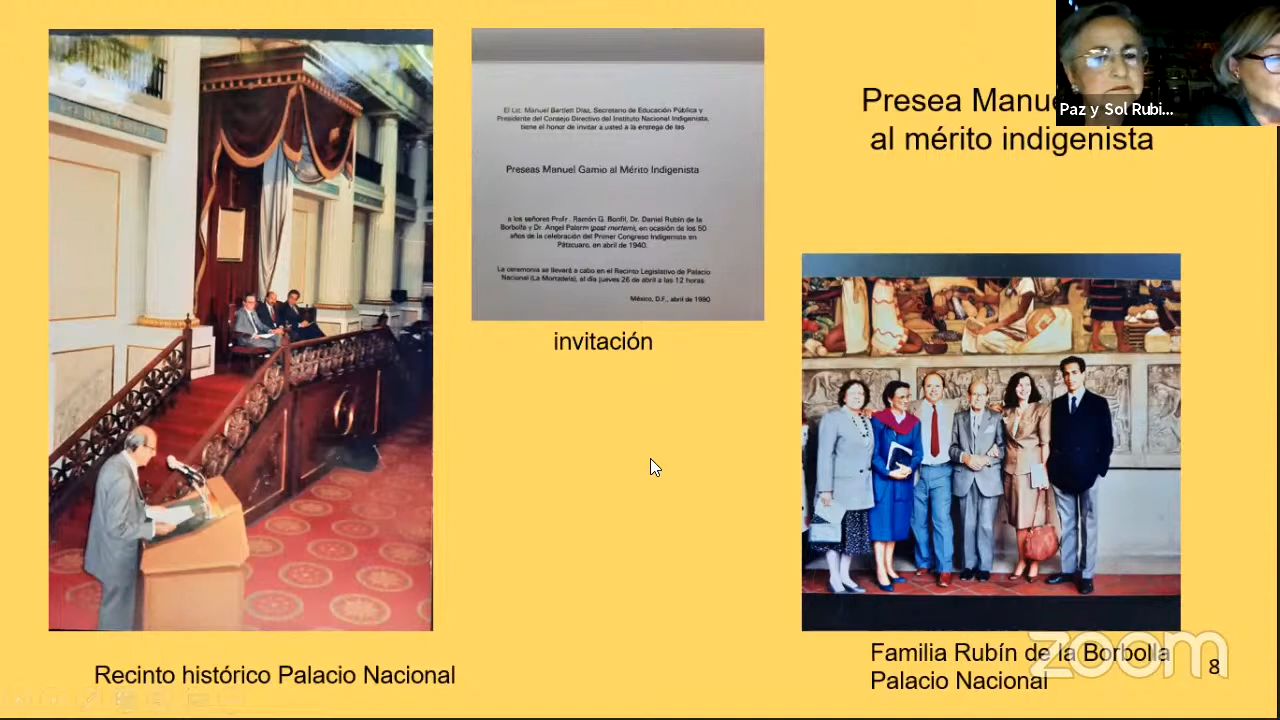 Presea Manue
al mérito indigenista
Paz y Sol Rubi...
El Lic. Manuel Bartlett Díaz, Secretario de Educación Pública y
Presidente del Consejo Directivo del Instituto Nacional Indigenista,
tiene el honor de invitar a usted a la entrega de las
Preseas Manuel Gamio al Mérito Indigenista
a los señores Profr. Ramón G. Bonfil, Dr. Daniel Rubín de la
Borbolla y Dr. Angel Palerm (post mortem), en ocasión de los 50
años de la celebración del Primer Congreso Indigenista en
Pátzcuaro, en abril de 1940.
La ceremonia se llevará a cabo en el Recinto Legislativo de Palacio
Nacional (La Mortadela), el día jueves 26 de abril a las 12 horas
México, D.F., abril de 1990
invitación
Recinto histórico Palacio Nacional
Familia Rubín de la Borbolla
Palacio Nacional
zoom
8